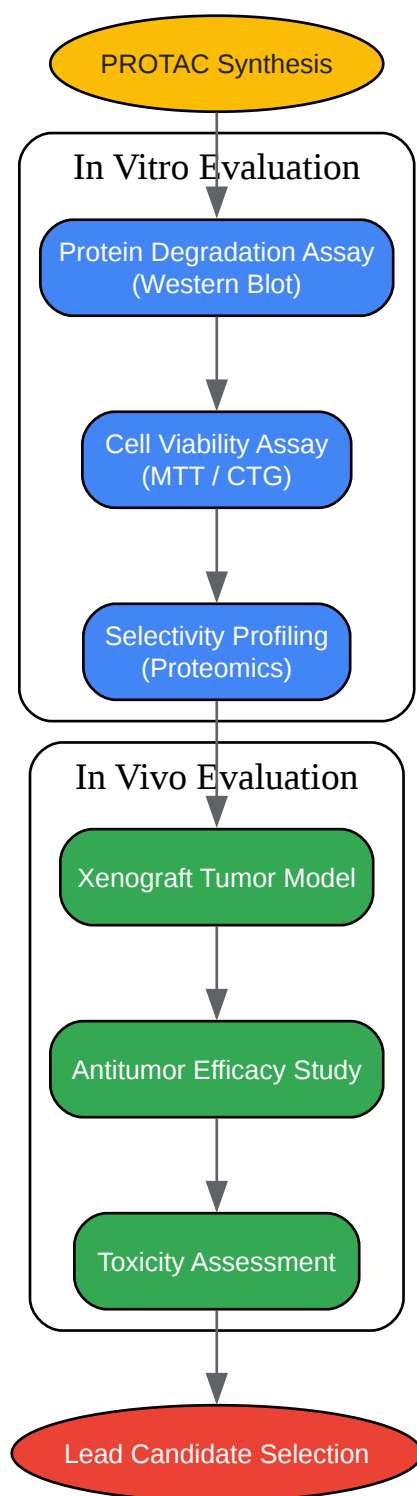 PROTAC Synthesis
In Vitro Evaluation
Protein Degradation Assay
(Western Blot)
Cell Viability Assay
(MTT / CTG)
Selectivity Profiling
(Proteomics)
In Vivo Evaluation
Xenograft Tumor Model
Antitumor Efficacy Study
Toxicity Assessment
Lead Candidate Selection